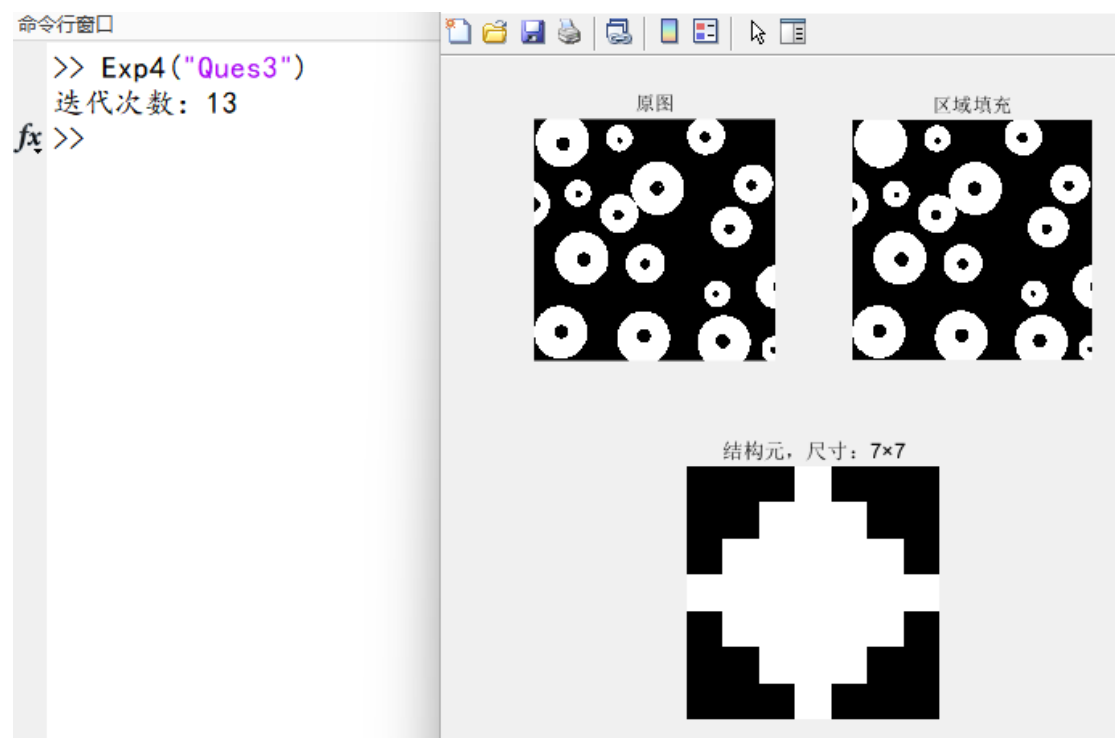 命令行窗口
>> Exp4("Ques3")
迭代次数: 13
fx >>
原图
区域填充
结构元，尺寸：7×7